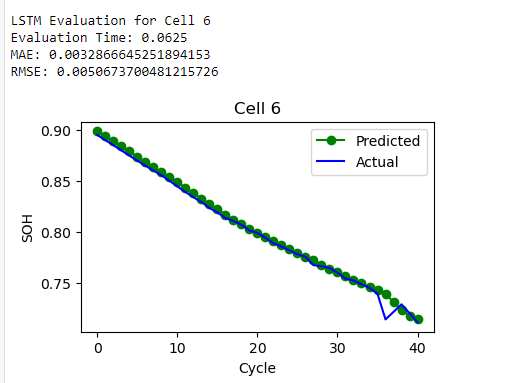 LSTM Evaluation for Cell 6
Evaluation Time: 0.0625
MAE: 0.0032866645251894153
RMSE: 0.0050673700481215726
Cell 6
0.90
0.85
0.80
0.75
SOH
Predicted
Actual
0 10 20 30 40
Cycle